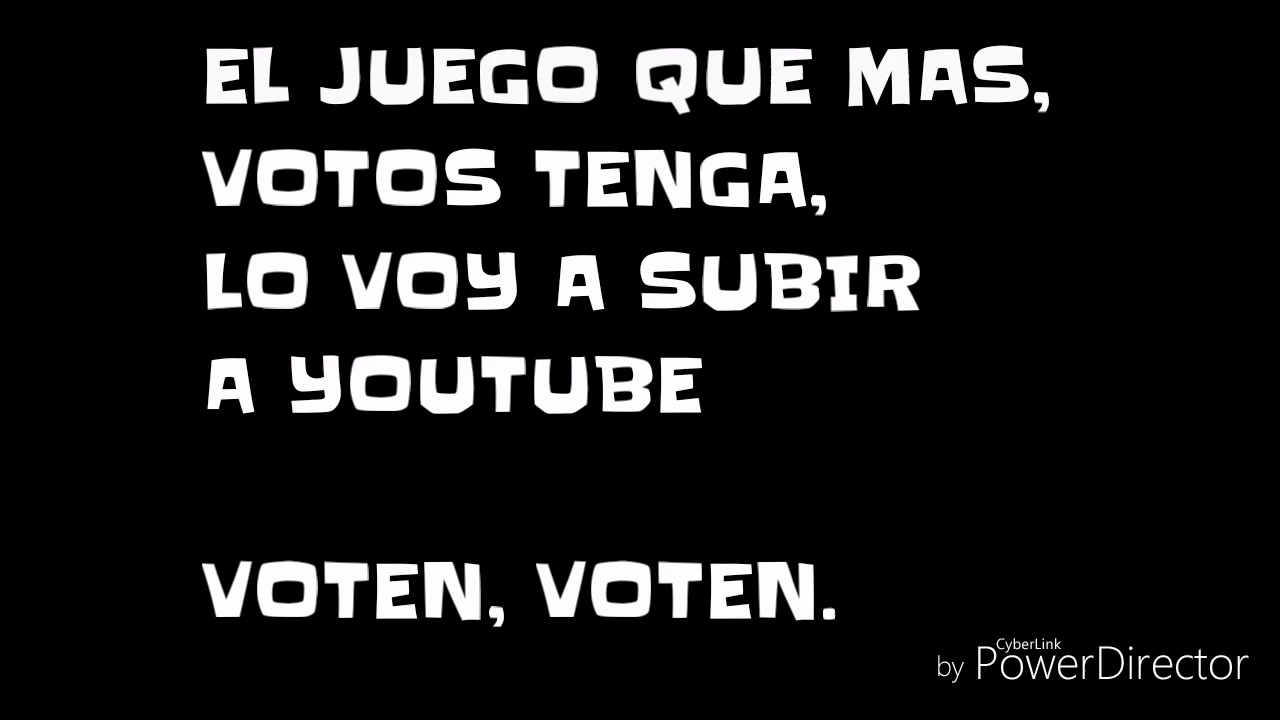 EL JUEGO QUE MAS,
VOTOS TENGA,
LO VOY A SUBIR
A YOUTUBE
VOTEN, VOTEN.
by CyberLink PowerDirector